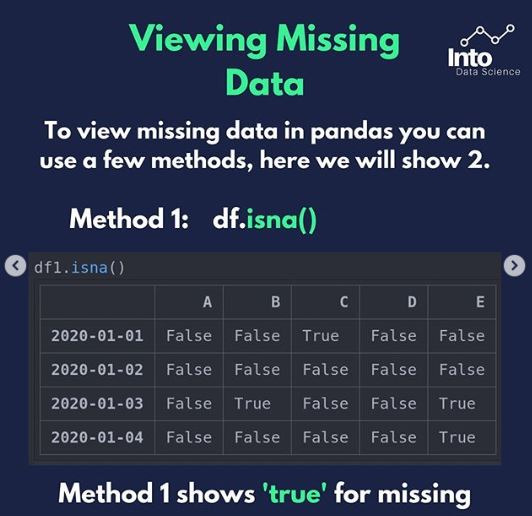 Viewing Missing
Data
Into
Data Science
To view missing data in pandas you can
use a few methods, here we will show 2.
Method 1: df.isna()
df1.isna()
A B C D E
2020-01-01 False False True False False
2020-01-02 False False False False False
2020-01-03 False True False False True
2020-01-04 False False False False True
Method 1 shows 'true' for missing